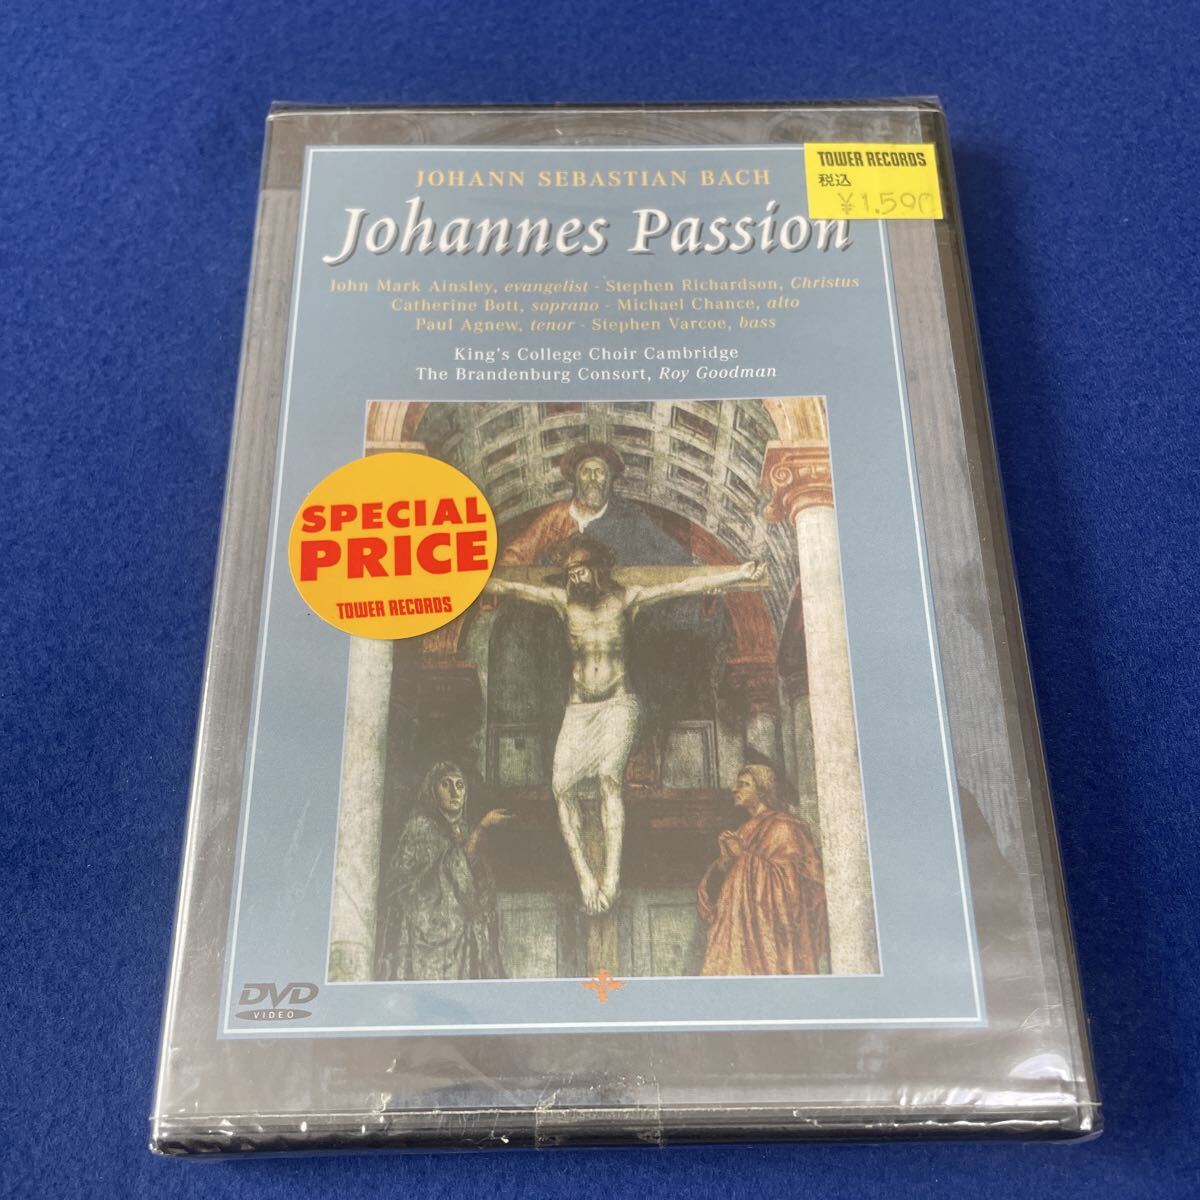 TOWER RECORDS
税込
¥1,590
JOHANN SEBASTIAN BACH
Johannes Passion
John Mark Ainsley, evangelist - Stephen Richardson, Christus
Catherine Bott, soprano - Michael Chance, alto
Paul Agnew, tenor - Stephen Varcoe, bass
King's College Choir Cambridge
The Brandenburg Consort, Roy Goodman
SPECIAL
PRICE
TOWER RECORDS
DVD
VIDEO